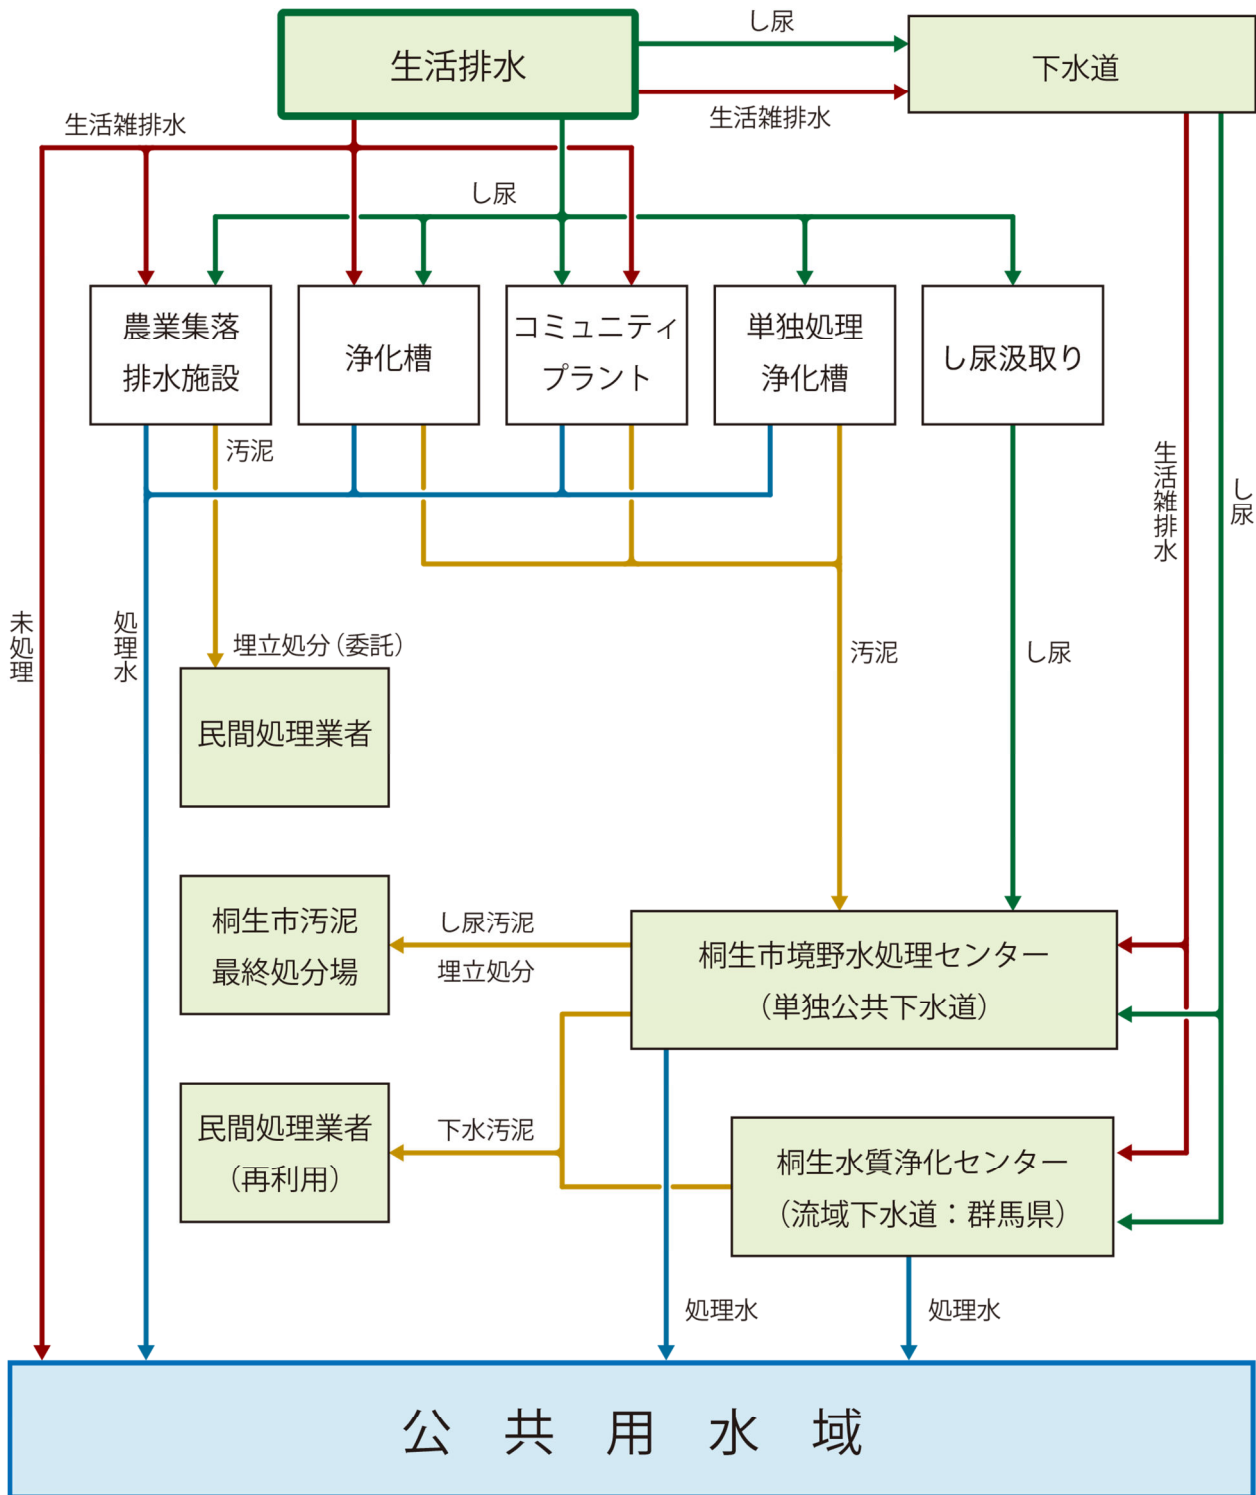 し尿
生活排水
下水道
生活雑排水
生活雑排水
し尿
農業集落
排水施設
浄化槽
コミュニティ
プラント
単独処理
浄化槽
し尿汲取り
汚泥
生活雑排水
し尿
未処理
処理水
埋立処分（委託）
汚泥
し尿
民間処理業者
桐生市汚泥
最終処分場
し尿汚泥
埋立処分
桐生市境野水処理センター
（単独公共下水道）
民間処理業者
（再利用）
下水汚泥
桐生水質浄化センター
（流域下水道：群馬県）
処理水
処理水
公共用水域